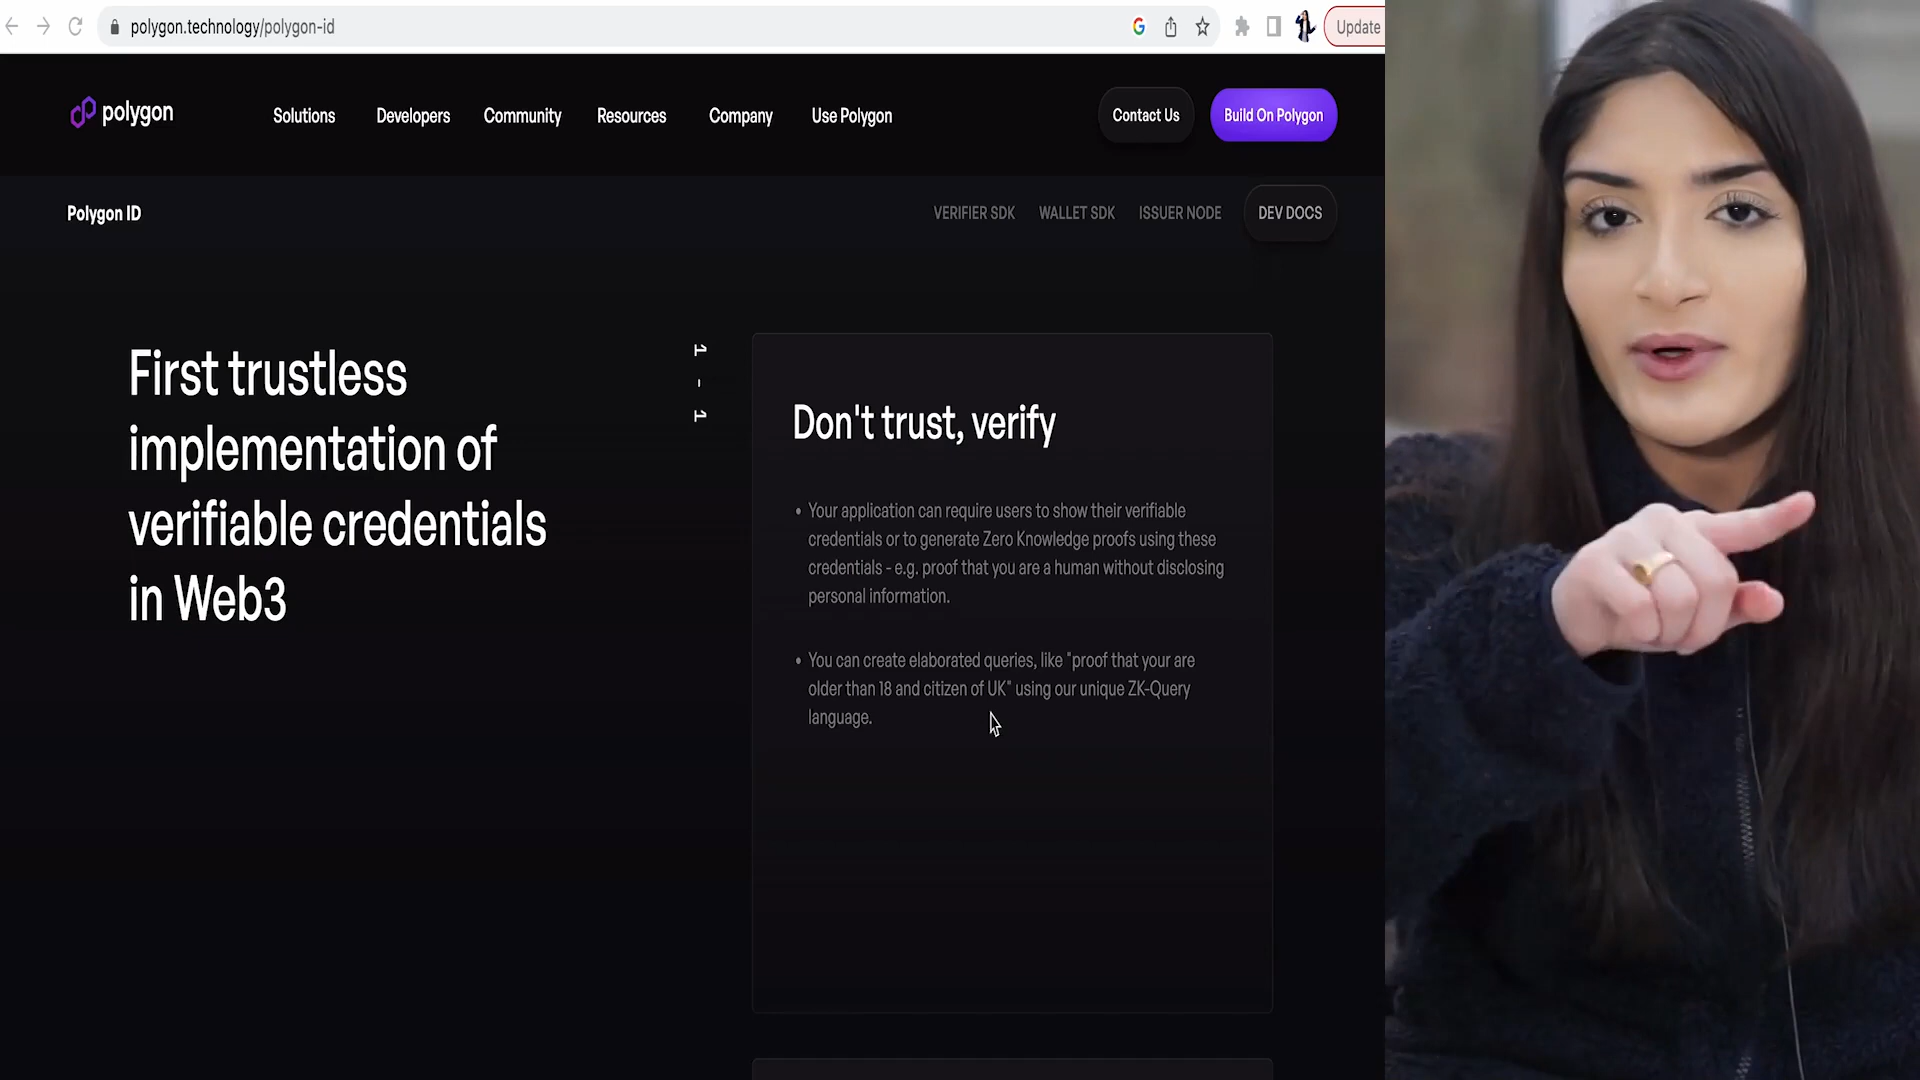 polygon.technology/polygon-id
Update
polygon
Solutions
Developers
Community
Resources
Company
Use Polygon
Contact Us
Build On Polygon
Polygon ID
VERIFIER SDK
WALLET SDK
ISSUER NODE
DEV DOCS
First trustless
implementation of
verifiable credentials
in Web3
1 - 1
Don't trust, verify
• Your application can require users to show their verifiable
credentials or to generate Zero Knowledge proofs using these
credentials - e.g. proof that you are a human without disclosing
personal information.
• You can create elaborated queries, like "proof that your are
older than 18 and citizen of UK" using our unique ZK-Query
language.